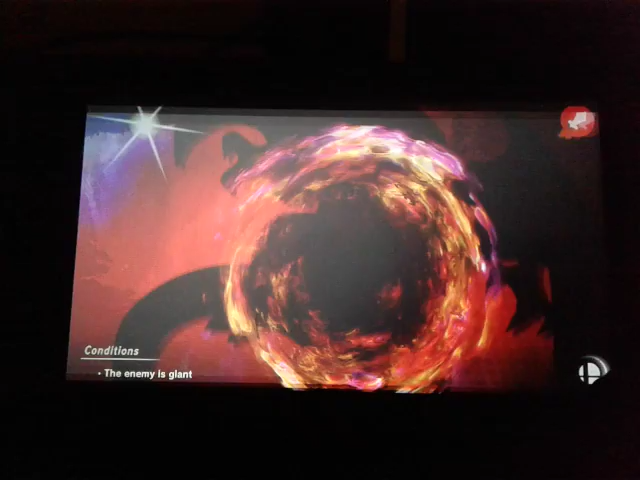 Conditions
• The enemy is giant